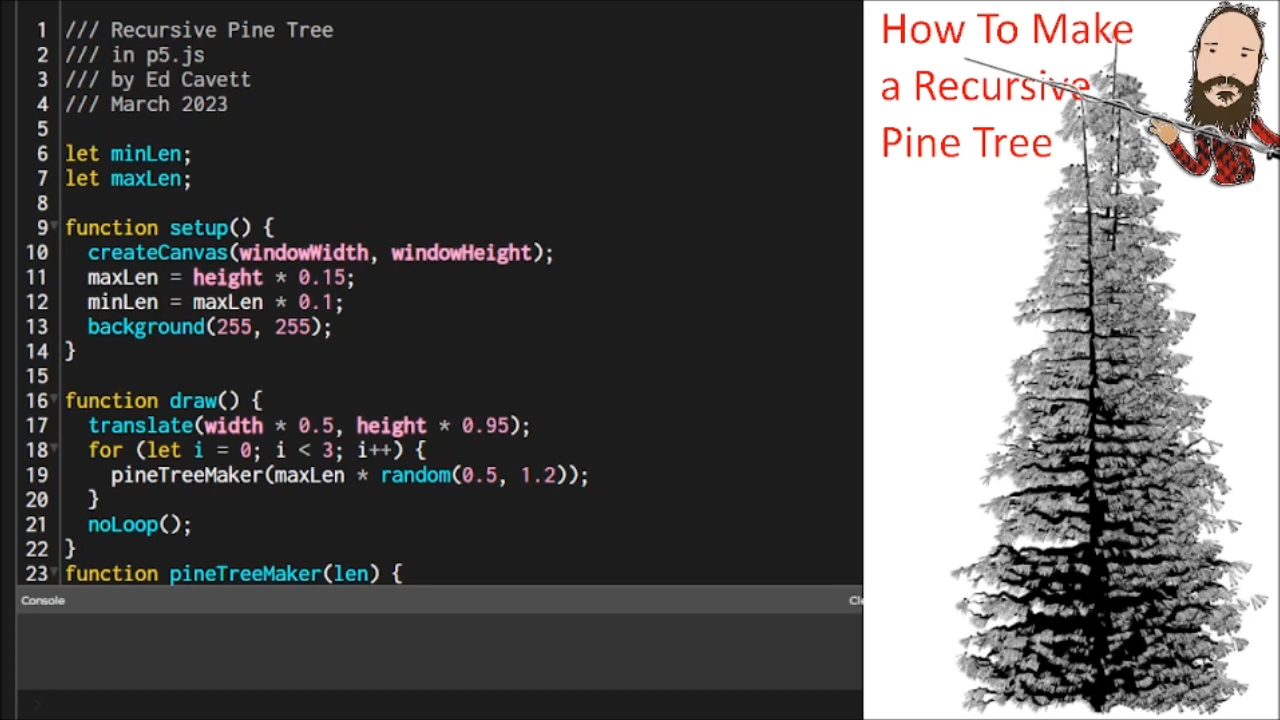 1 /// Recursive Pine Tree
2 /// in p5.js
3 /// by Ed Cavett
4 /// March 2023
5
6 let minLen;
7 let maxLen;
8
9 function setup() {
10 createCanvas(windowWidth, windowHeight);
11 maxLen = height * 0.15;
12 minLen = maxLen * 0.1;
13 background(255, 255);
14 }
15
16 function draw() {
17 translate(width * 0.5, height * 0.95);
18 for (let i = 0; i < 3; i++) {
19 pineTreeMaker(maxLen * random(0.5, 1.2));
20 }
21 noLoop();
22 }
23 function pineTreeMaker(len) {
Console
Cle
How To Make
a Recursive
Pine Tree